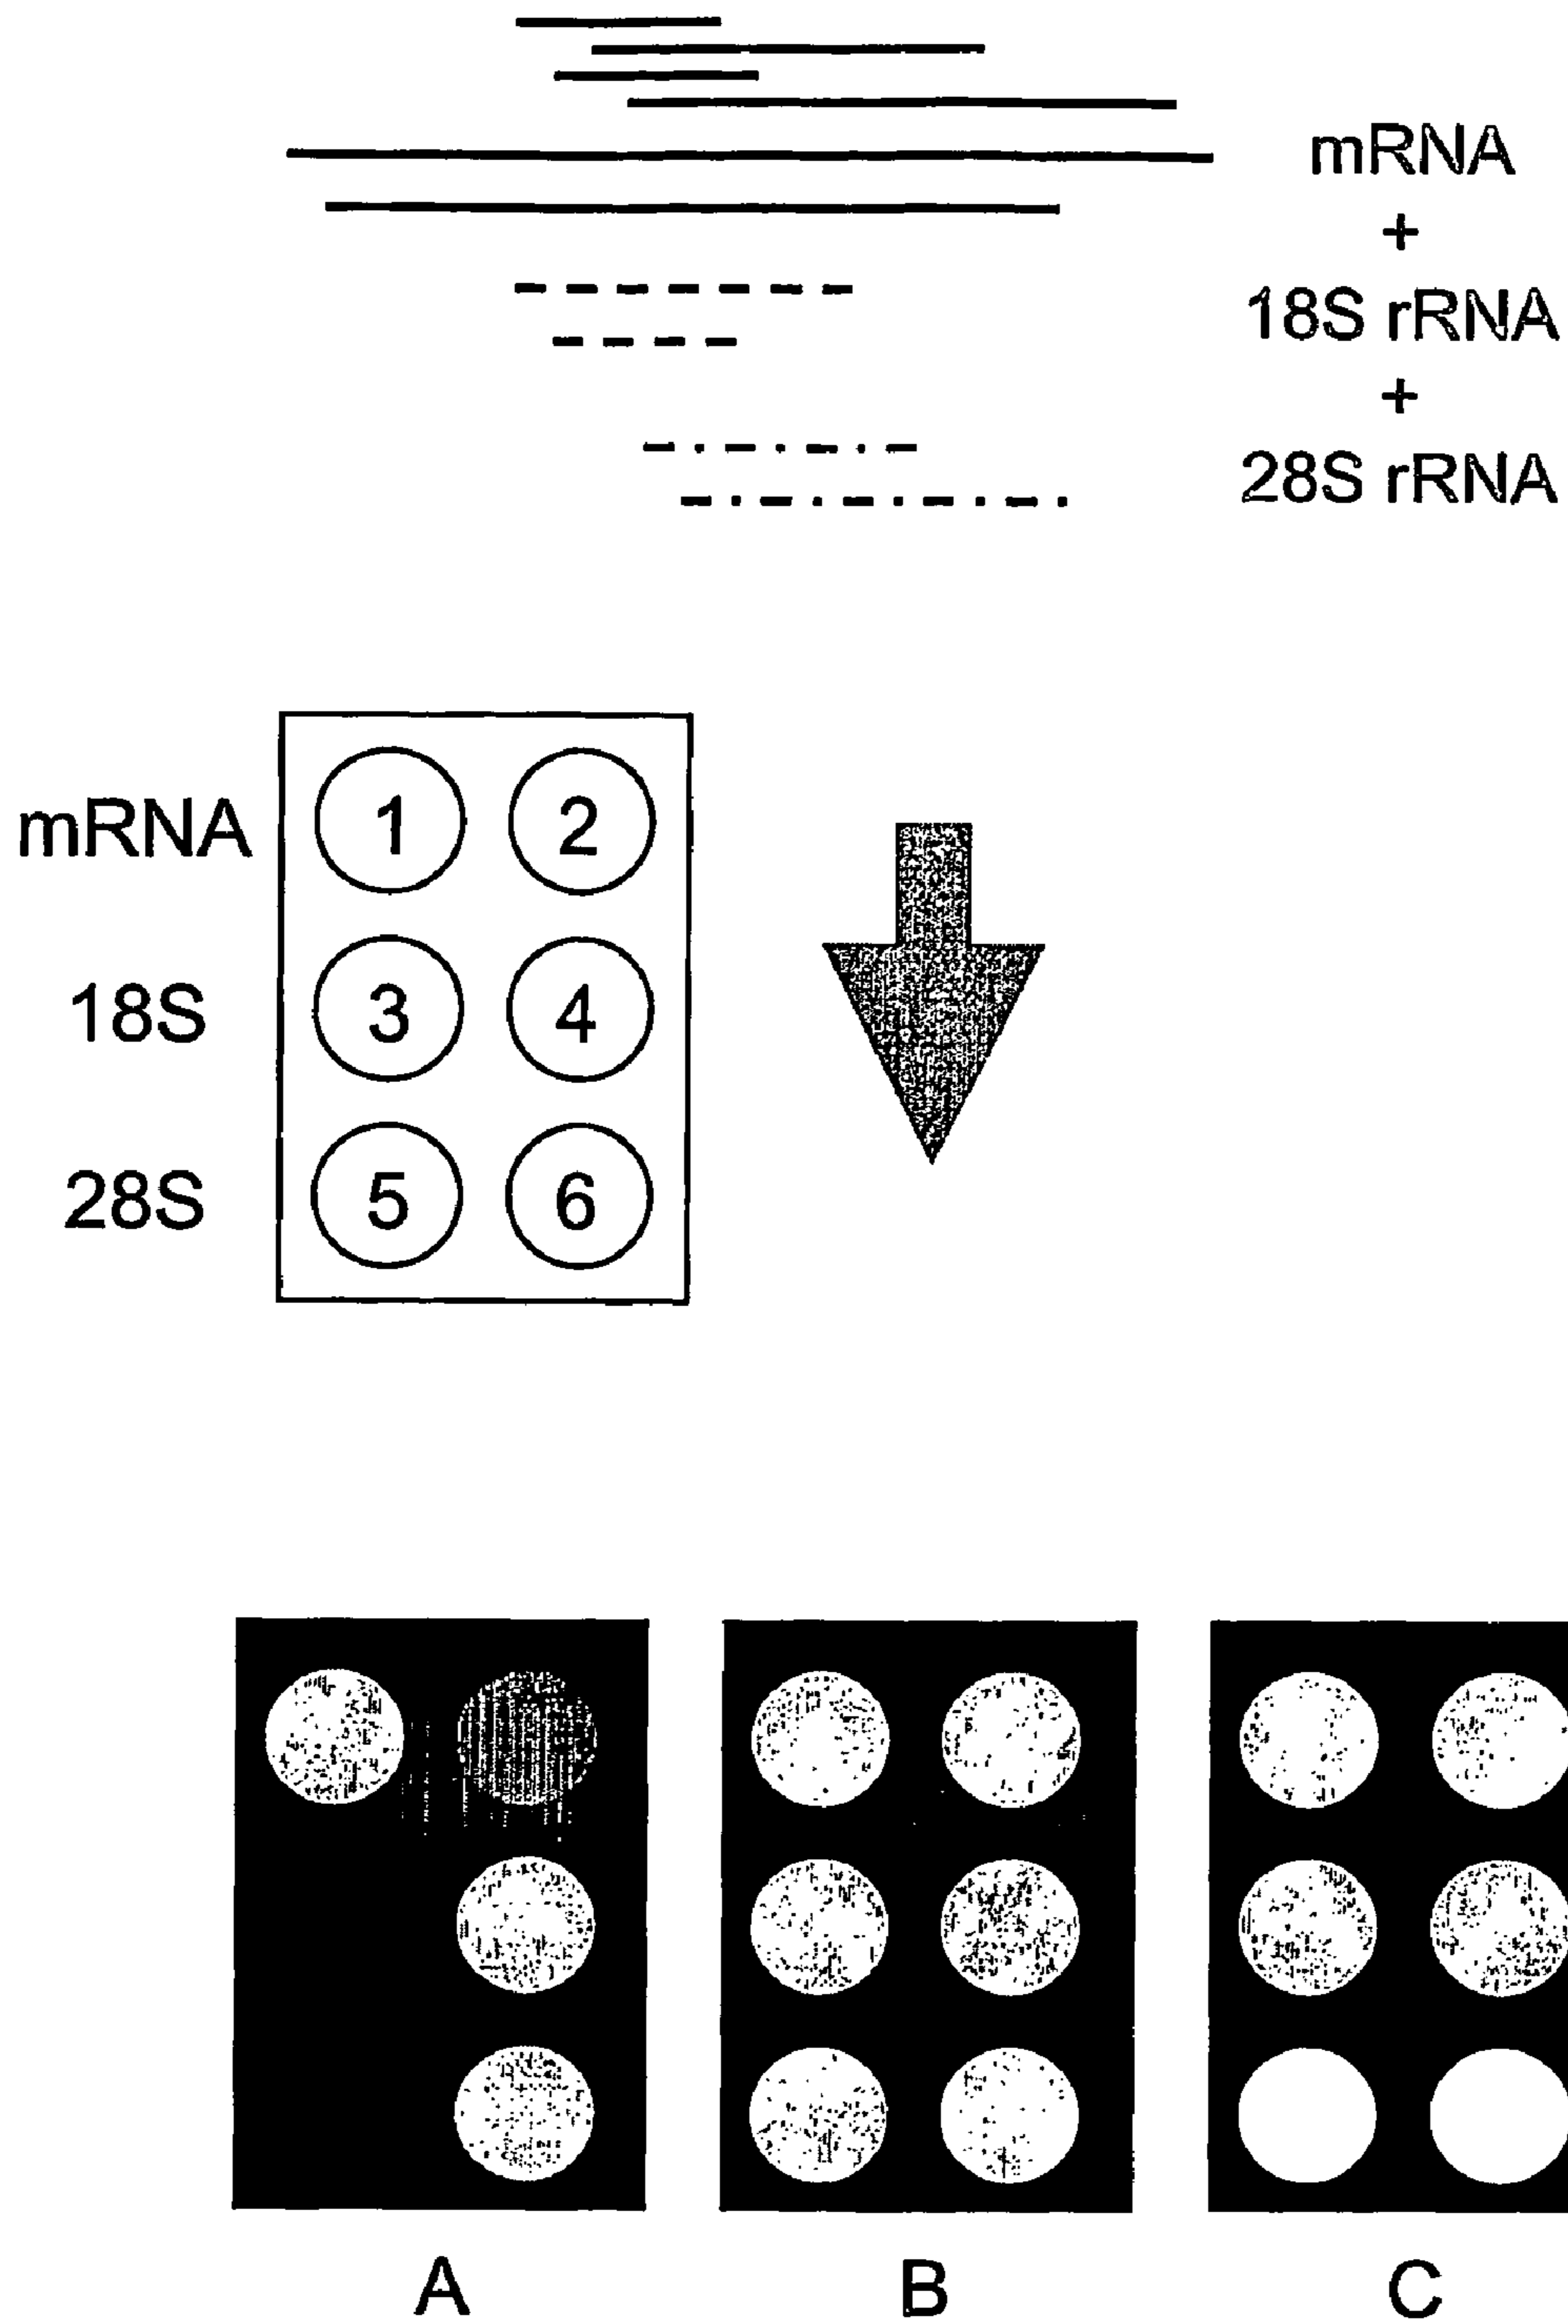 mRNA
+
18S rRNA
+
28S rRNA
mRNA 1 2
18S 3 4
28S 5 6
A B C